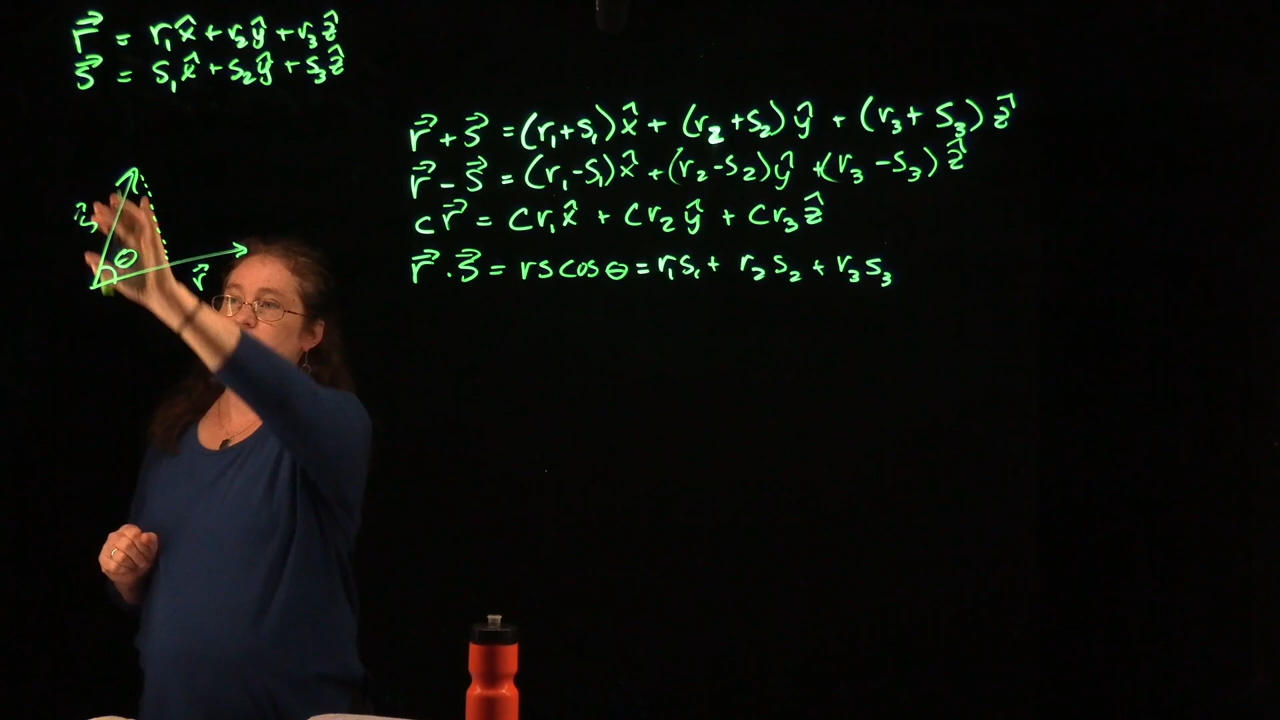 r⃗ = r₁x̂ + r₂ŷ + r₃ẑ
s⃗ = s₁x̂ + s₂ŷ + s₃ẑ
r⃗ + s⃗ = (r₁+s₁)x̂ + (r₂+s₂)ŷ + (r₃+s₃)ẑ
r⃗ - s⃗ = (r₁-s₁)x̂ + (r₂-s₂)ŷ + (r₃-s₃)ẑ
cr⃗ = cr₁x̂ + cr₂ŷ + cr₃ẑ
r⃗ · s⃗ = rs cos θ = r₁s₁ + r₂s₂ + r₃s₃
s⃗
θ
r⃗